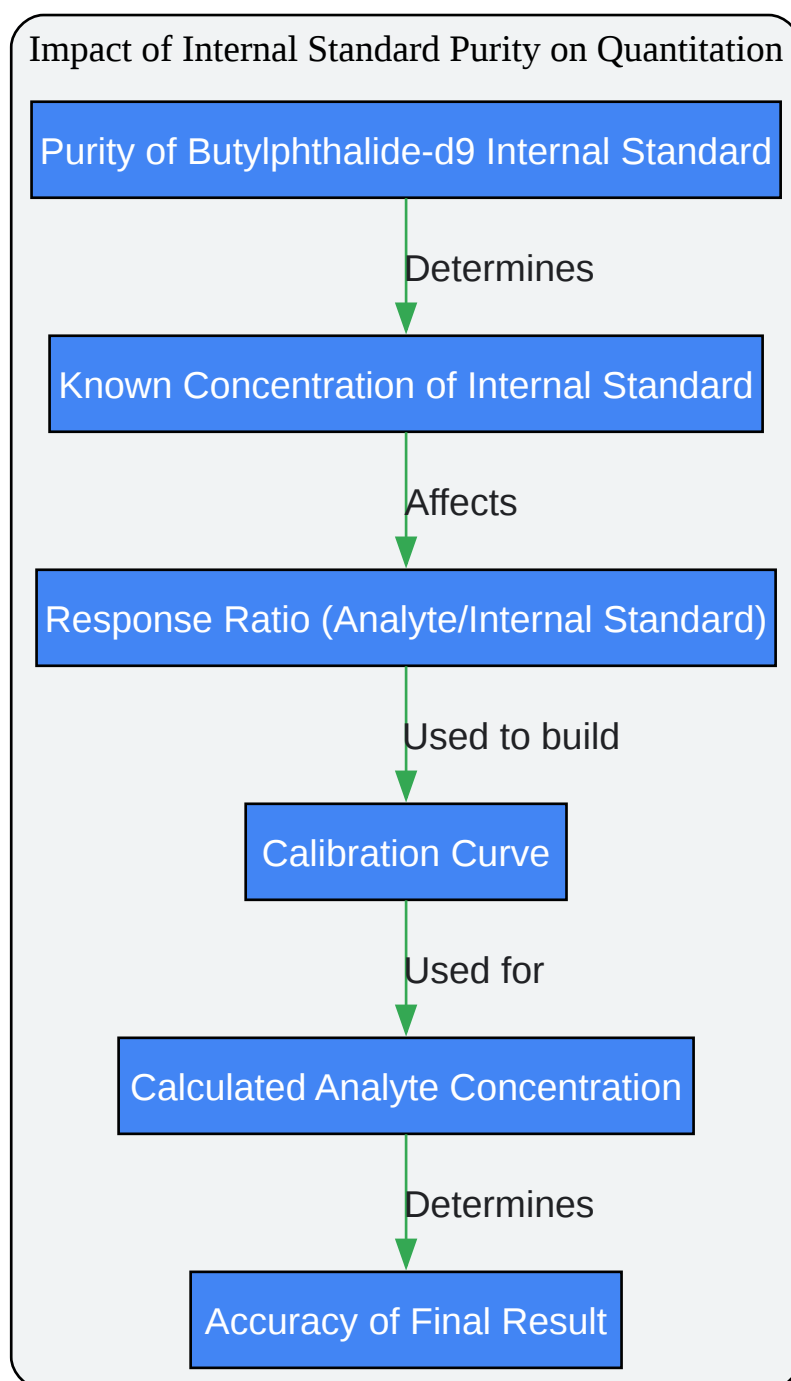 Impact of Internal Standard Purity on Quantitation
Purity of Butylphthalide-d9 Internal Standard
Determines
Known Concentration of Internal Standard
Affects
Response Ratio (Analyte/Internal Standard)
Used to build
Calibration Curve
Used for
Calculated Analyte Concentration
Determines
Accuracy of Final Result